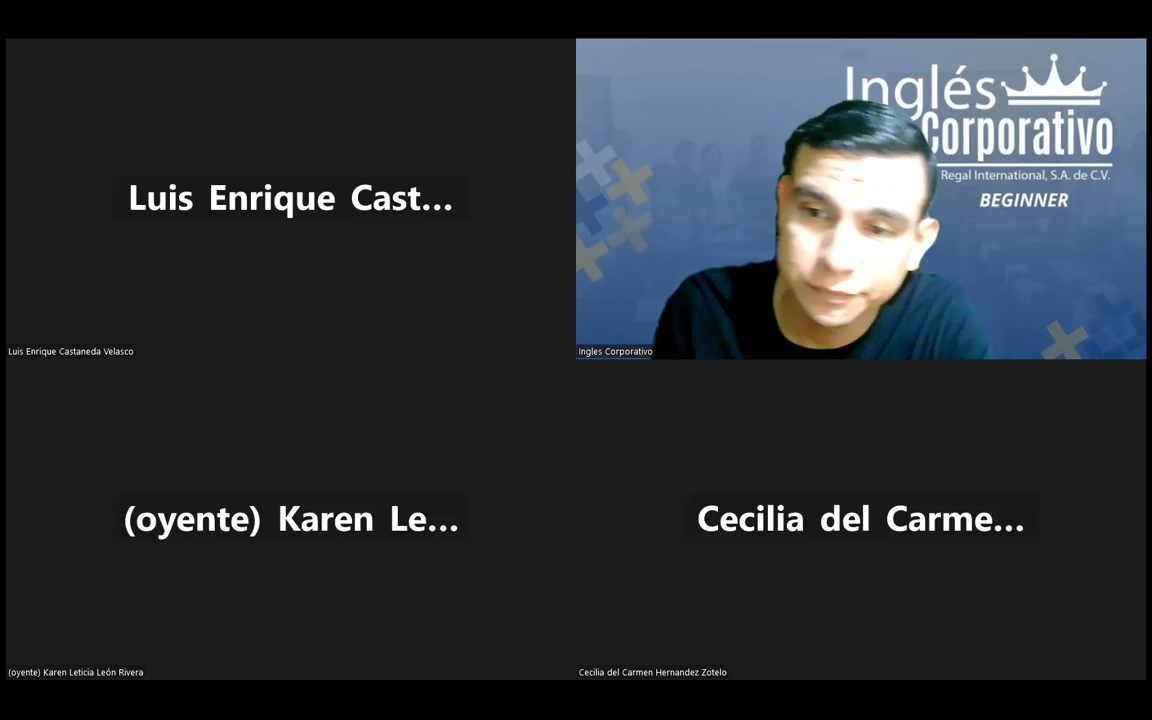 Luis Enrique Cast...
Luis Enrique Castaneda Velasco
Inglés
Corporativo
Regal International, S.A. de C.V.
BEGINNER
Ingles Corporativo
(oyente) Karen Le...
(oyente) Karen Leticia León Rivera
Cecilia del Carme...
Cecilia del Carmen Hernandez Zotelo